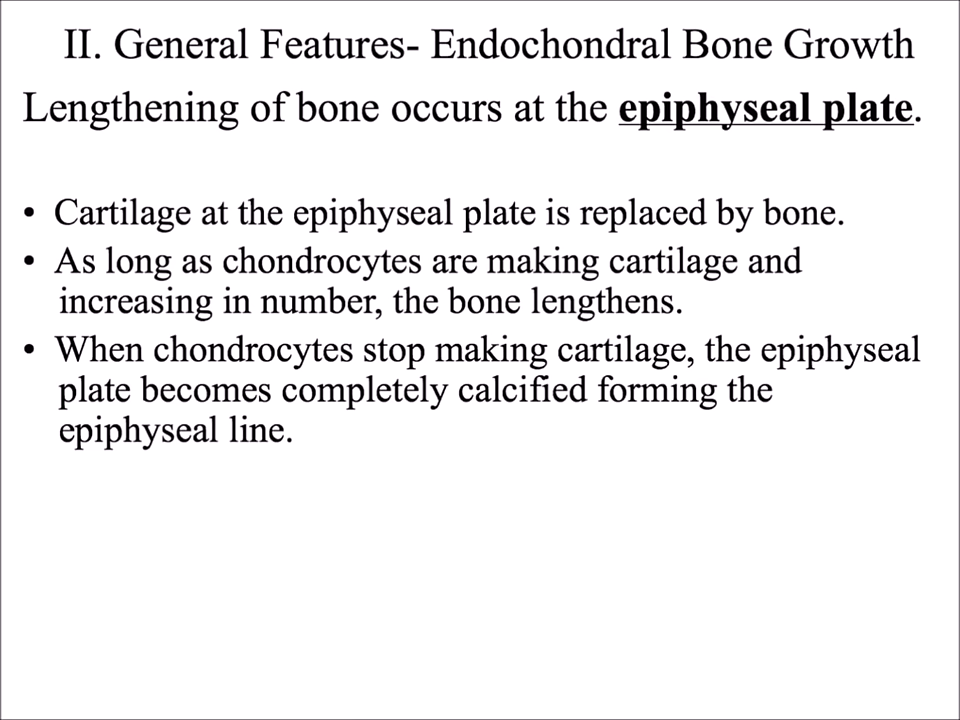 II. General Features- Endochondral Bone Growth
Lengthening of bone occurs at the epiphyseal plate.
• Cartilage at the epiphyseal plate is replaced by bone.
• As long as chondrocytes are making cartilage and
increasing in number, the bone lengthens.
• When chondrocytes stop making cartilage, the epiphyseal
plate becomes completely calcified forming the
epiphyseal line.